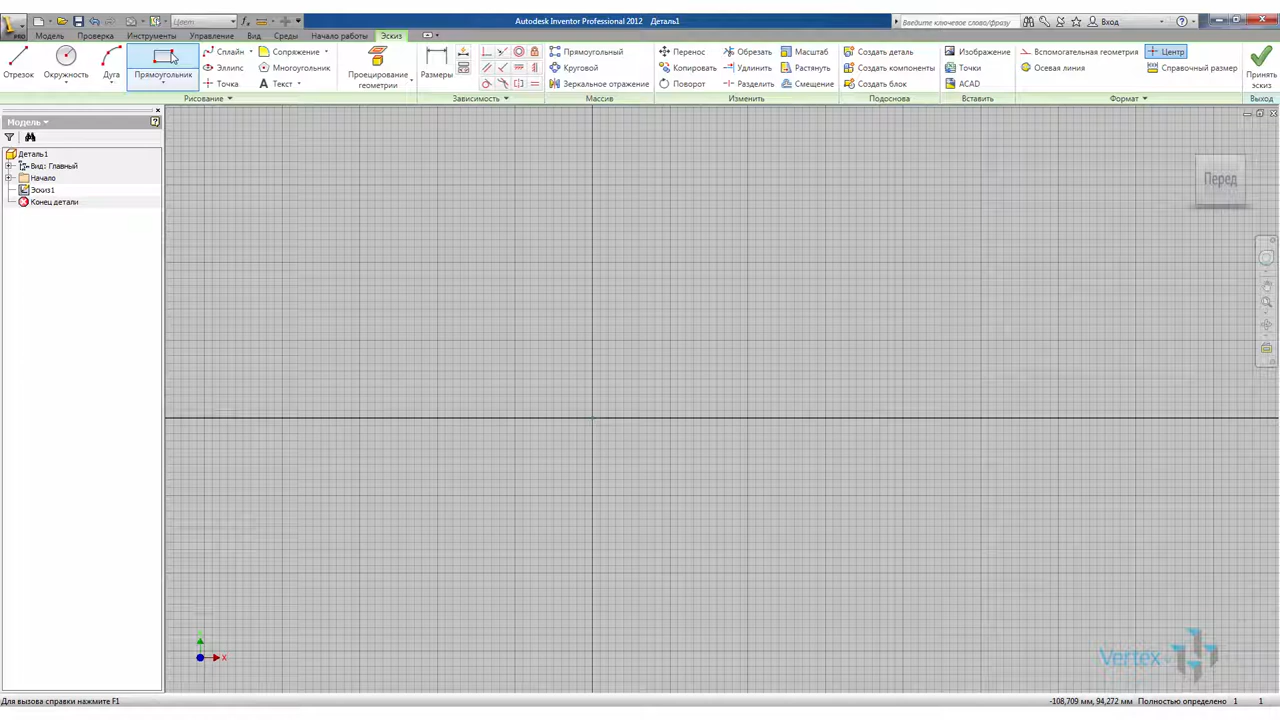 Autodesk Inventor Professional 2012 Деталь1
Цвет
Введите ключевое слово/фразу
Вход
PRO
Модель Проверка Инструменты Управление Вид Среды Начало работы Эскиз
Отрезок
Окружность
Дуга
Прямоугольник
Сплайн
Эллипс
Точка
Сопряжение
Многоугольник
Текст
Проецирование геометрии
Размеры
Прямоугольный
Круговой
Зеркальное отражение
Перенос
Копировать
Поворот
Обрезать
Удлинить
Разделить
Масштаб
Растянуть
Смещение
Создать деталь
Создать компоненты
Создать блок
Изображение
Точки
ACAD
Вспомогательная геометрия
Осевая линия
Центр
Справочный размер
Принять эскиз
Рисование
Зависимость
Массив
Изменить
Подоснова
Вставить
Формат
Выход
Модель
Деталь1
Вид: Главный
Начало
Эскиз1
Конец детали
Перед
X
Vertex
Для вызова справки нажмите F1
-108,709 мм, 94,272 мм Полностью определено 1 1